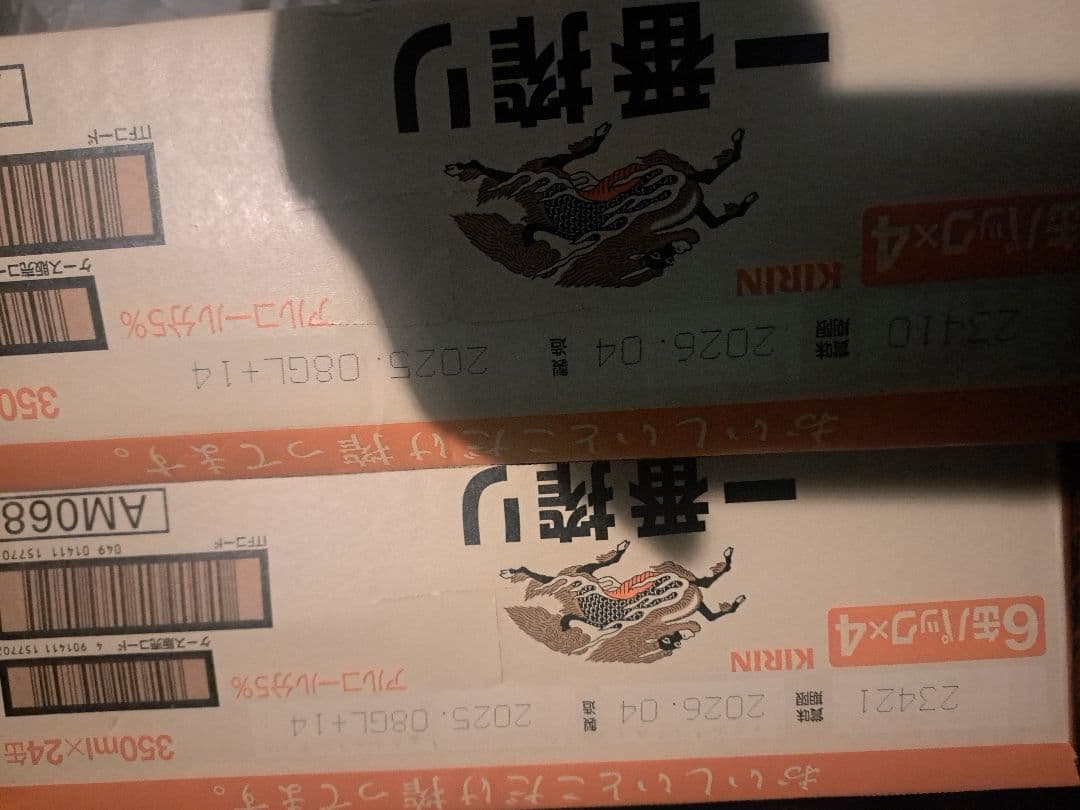 おいしいとこだけ搾ってます。
23421 賞味期限 2026.04 製造 2025.08GL+14 350ml×24缶
6缶パック×4 KIRIN アルコール分5%
ケース販売コード 4 901411 157702
ITFコード 049 01411 15770
一番搾り
AM068
おいしいとこだけ搾ってます。
23410 賞味期限 2026.04 製造 2025.08GL+14 350
缶パック×4 KIRIN アルコール分5%
ケース販売コー
ITFコード
一番搾り